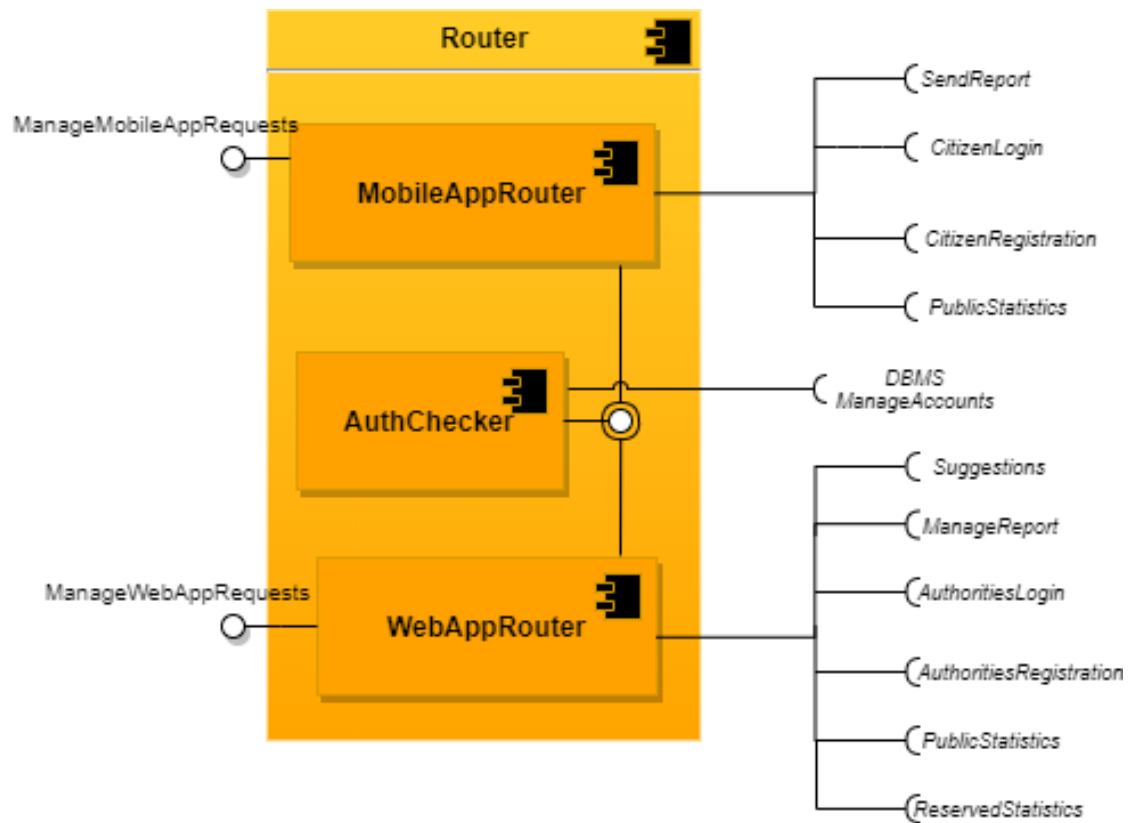 Router
ManageMobileAppRequests
MobileAppRouter
SendReport
CitizenLogin
CitizenRegistration
PublicStatistics
AuthChecker
DBMS
ManageAccounts
ManageWebAppRequests
WebAppRouter
Suggestions
ManageReport
AuthoritiesLogin
AuthoritiesRegistration
PublicStatistics
ReservedStatistics